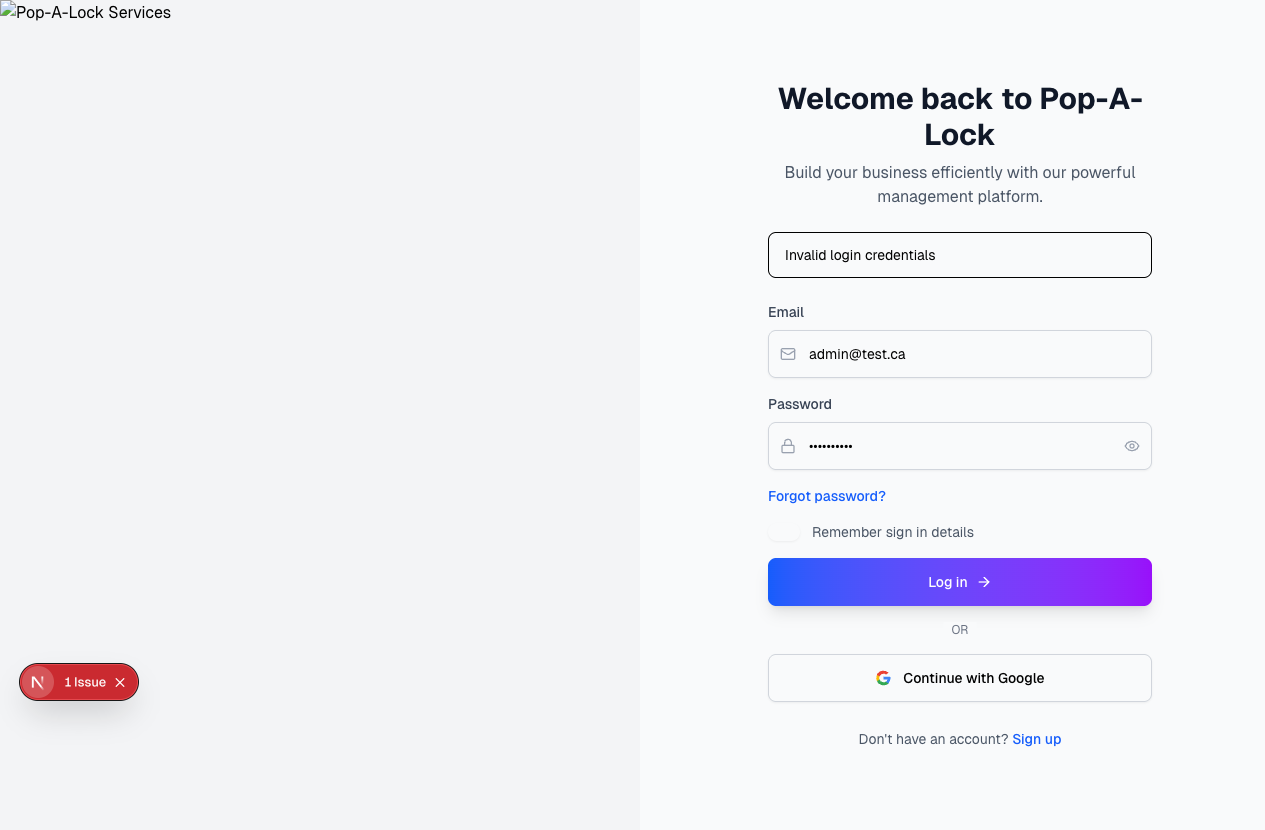 Pop-A-Lock Services
Welcome back to Pop-A-
Lock
Build your business efficiently with our powerful
management platform.
Invalid login credentials
Email
admin@test.ca
Password
••••••••••
Forgot password?
Remember sign in details
Log in
OR
Continue with Google
Don't have an account? Sign up
N 1 Issue